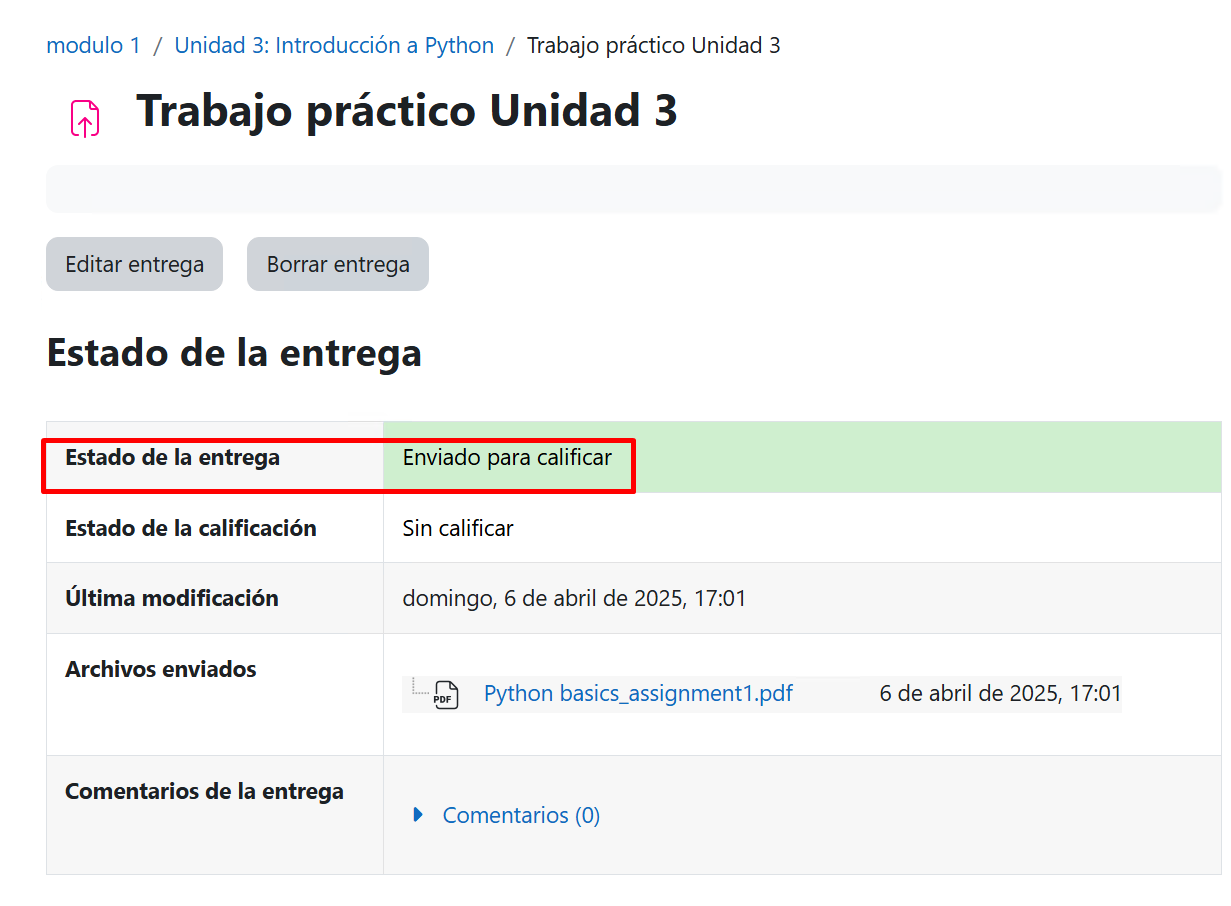 modulo 1 / Unidad 3: Introducción a Python / Trabajo práctico Unidad 3
Trabajo práctico Unidad 3
Editar entrega Borrar entrega
Estado de la entrega
Estado de la entrega Enviado para calificar
Estado de la calificación Sin calificar
Última modificación domingo, 6 de abril de 2025, 17:01
Archivos enviados
PDF Python basics_assignment1.pdf 6 de abril de 2025, 17:01
Comentarios de la entrega
Comentarios (0)